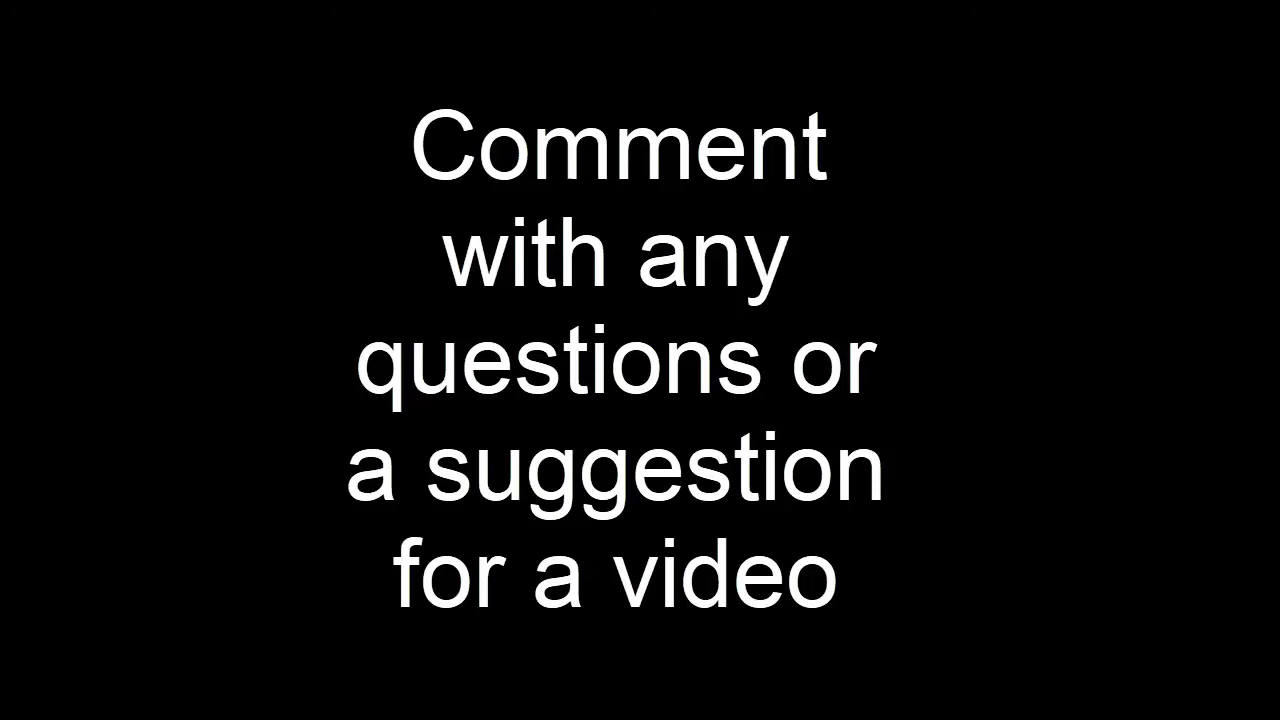 Comment
with any
questions or
a suggestion
for a video